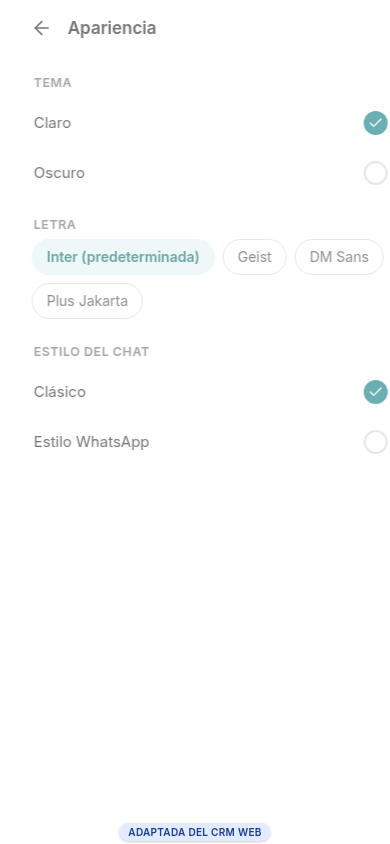 Apariencia
TEMA
Claro
Oscuro
LETRA
Inter (predeterminada) Geist DM Sans
Plus Jakarta
ESTILO DEL CHAT
Clásico
Estilo WhatsApp
ADAPTADA DEL CRM WEB